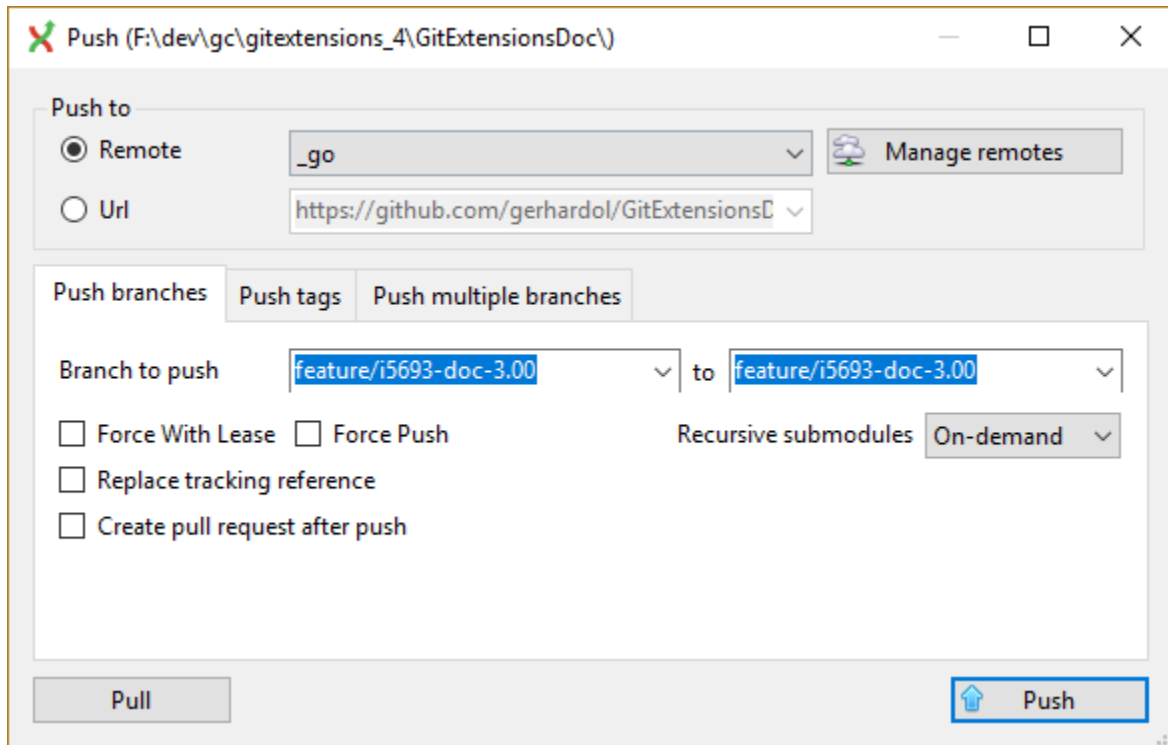 Push (F:\dev\gc\gitextensions_4\GitExtensionsDoc\)
Push to
Remote _go Manage remotes
Url https://github.com/gerhardol/GitExtensionsD
Push branches Push tags Push multiple branches
Branch to push feature/i5693-doc-3.00 to feature/i5693-doc-3.00
Force With Lease Force Push Recursive submodules On-demand
Replace tracking reference
Create pull request after push
Pull Push